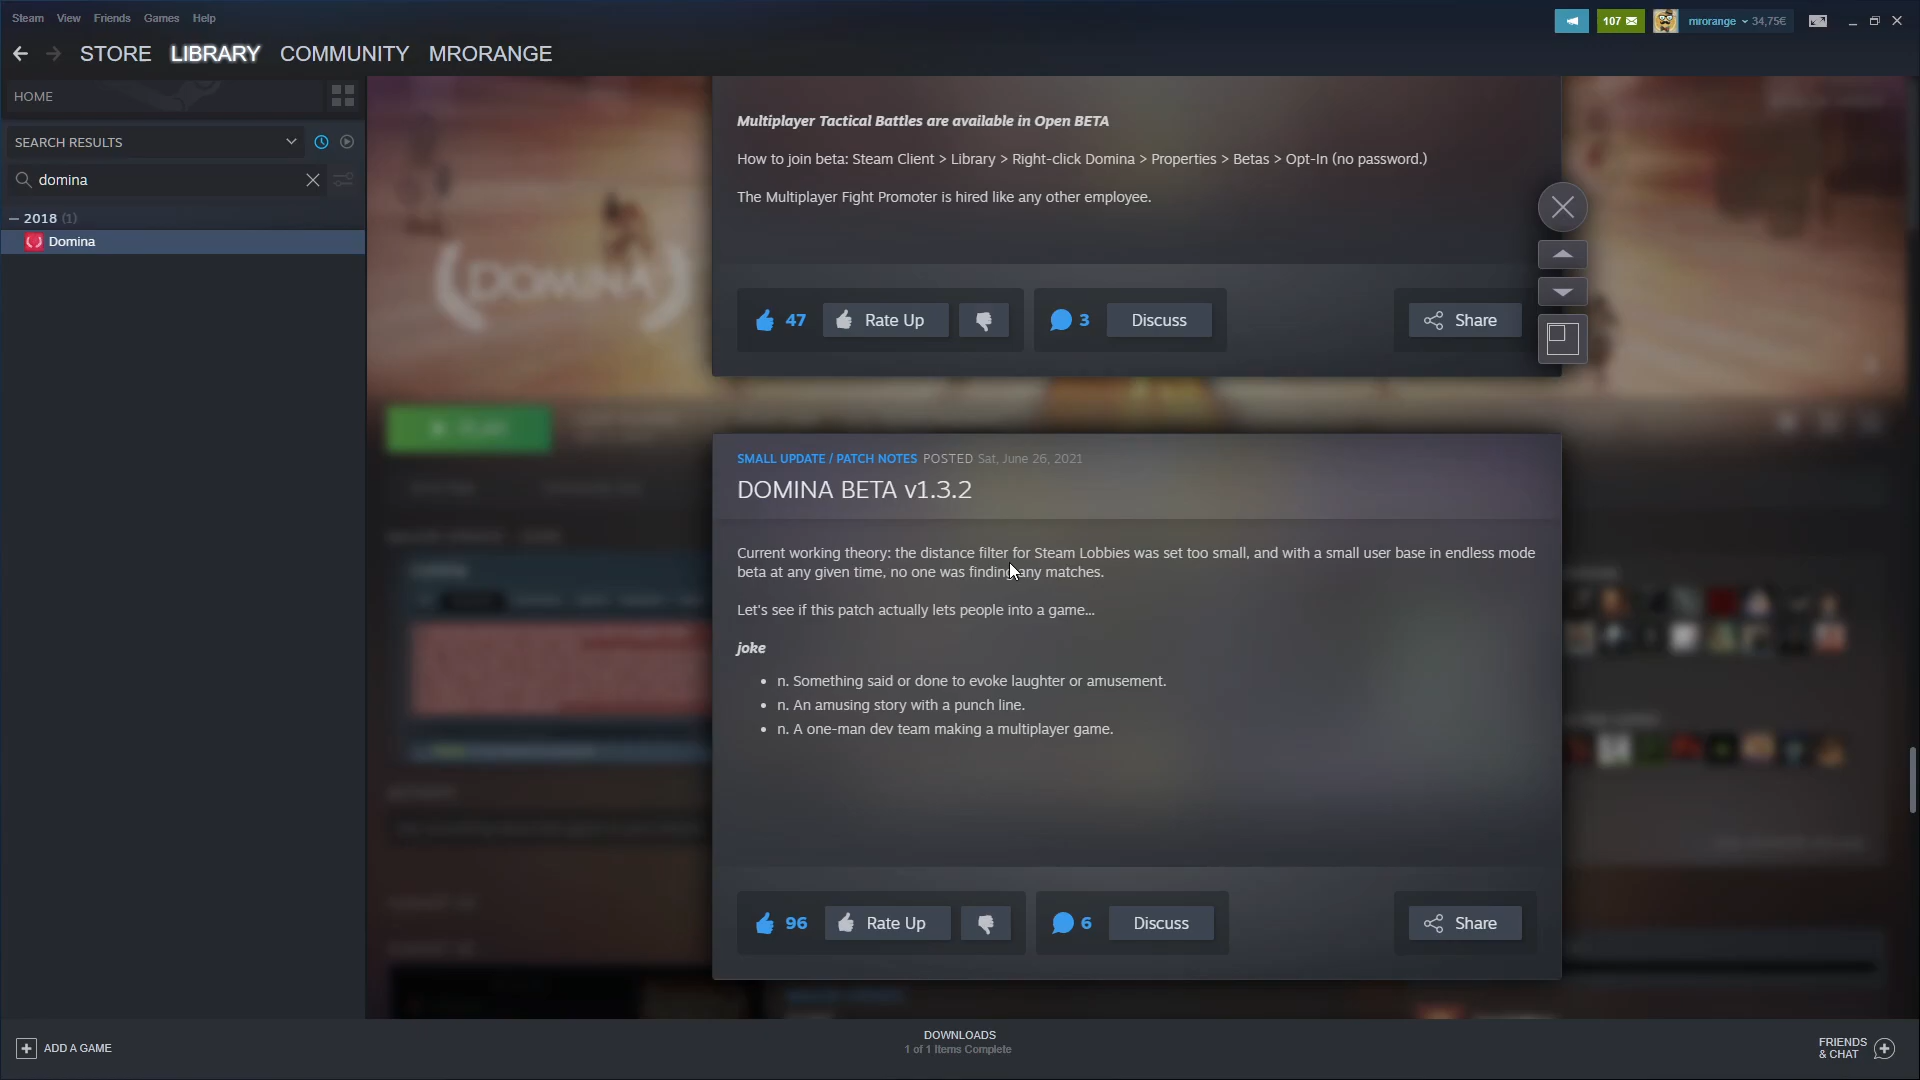 Steam View Friends Games Help
107
mrorange 34,75€
STORE LIBRARY COMMUNITY MRORANGE
HOME
SEARCH RESULTS
domina
2018 (1)
Domina
DOMINA
Multiplayer Tactical Battles are available in Open BETA
How to join beta: Steam Client > Library > Right-click Domina > Properties > Betas > Opt-In (no password.)
The Multiplayer Fight Promoter is hired like any other employee.
47 Rate Up 3 Discuss Share
PLAY
SMALL UPDATE / PATCH NOTES POSTED Sat, June 26, 2021
DOMINA BETA v1.3.2
Current working theory: the distance filter for Steam Lobbies was set too small, and with a small user base in endless mode
beta at any given time, no one was finding any matches.
Let's see if this patch actually lets people into a game...
joke
• n. Something said or done to evoke laughter or amusement.
• n. An amusing story with a punch line.
• n. A one-man dev team making a multiplayer game.
96 Rate Up 6 Discuss Share
ADD A GAME
DOWNLOADS
1 of 1 Items Complete
FRIENDS
& CHAT